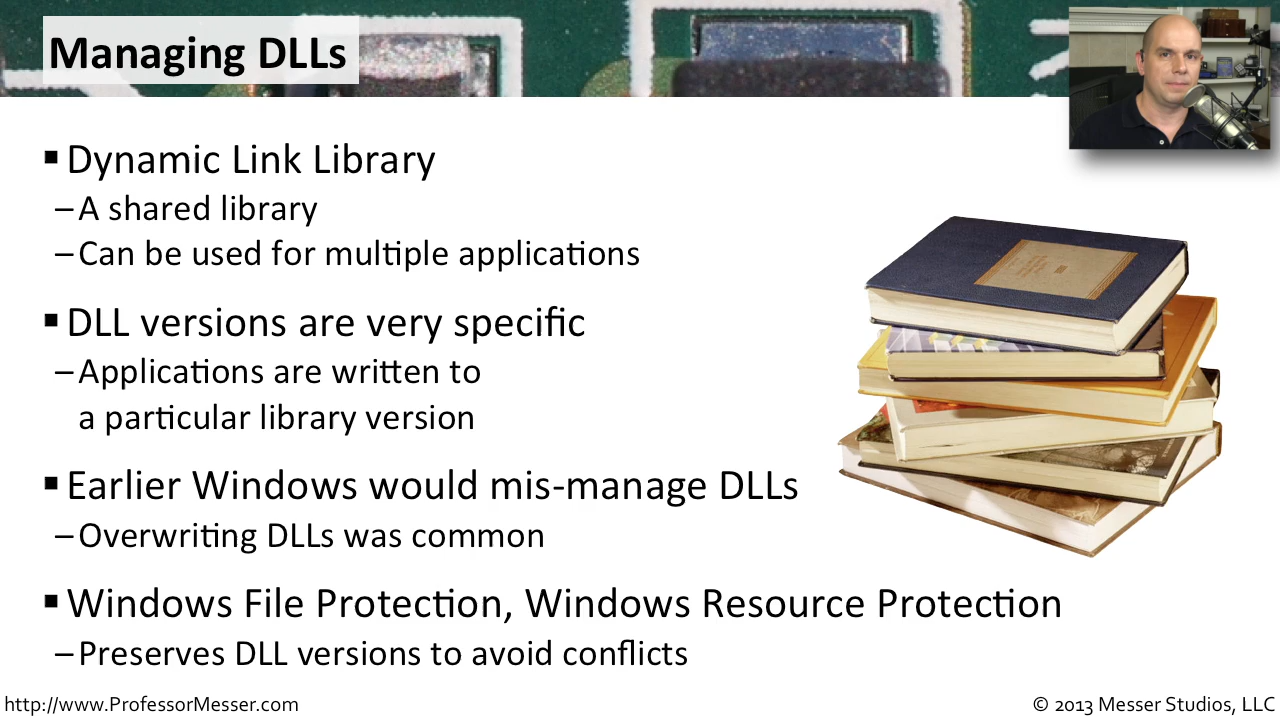 Managing DLLs
▪ Dynamic Link Library
– A shared library
– Can be used for multiple applications
▪ DLL versions are very specific
– Applications are written to
a particular library version
▪ Earlier Windows would mis-manage DLLs
– Overwriting DLLs was common
▪ Windows File Protection, Windows Resource Protection
– Preserves DLL versions to avoid conflicts
http://www.ProfessorMesser.com
© 2013 Messer Studios, LLC